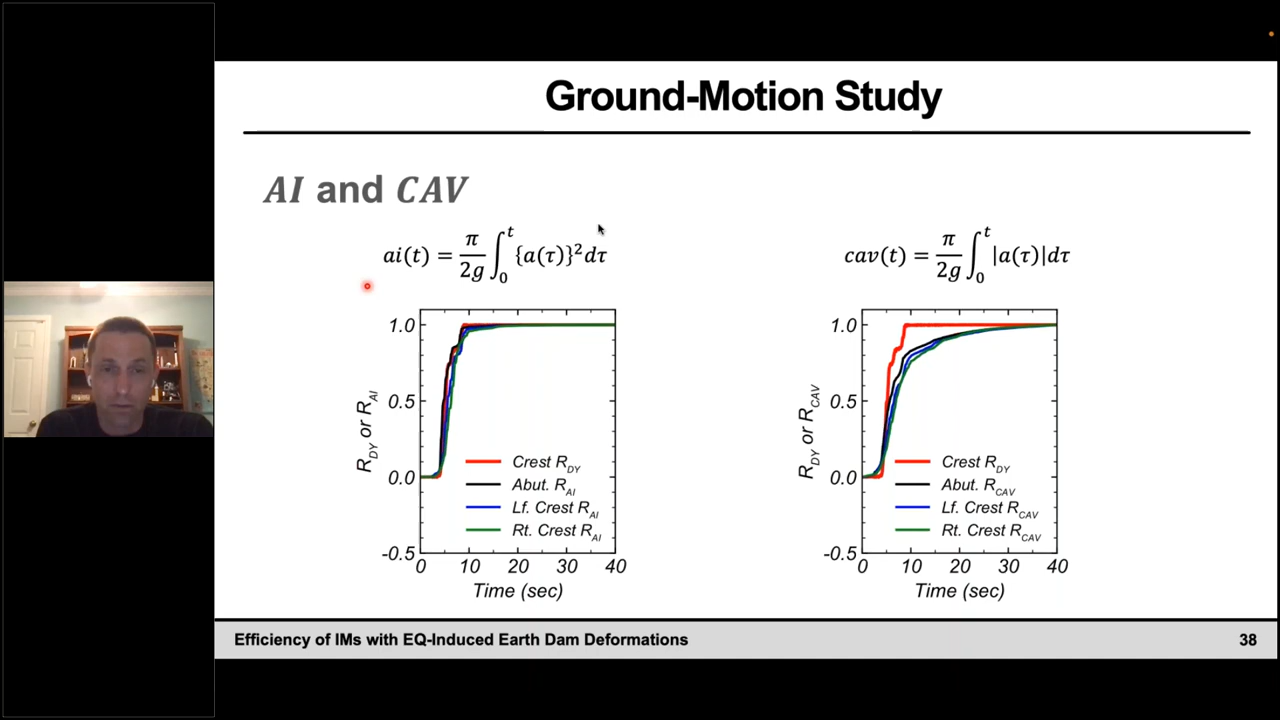 Ground-Motion Study
AI and CAV
ai(t) = π/2g ∫₀ᵗ {a(τ)}²dτ
cav(t) = π/2g ∫₀ᵗ |a(τ)|dτ
R_DY or R_AI
1.0
0.5
0.0
-0.5
Crest R_DY
Abut. R_AI
Lf. Crest R_AI
Rt. Crest R_AI
0 10 20 30 40
Time (sec)
R_DY or R_CAV
1.0
0.5
0.0
-0.5
Crest R_DY
Abut. R_CAV
Lf. Crest R_CAV
Rt. Crest R_CAV
0 10 20 30 40
Time (sec)
Efficiency of IMs with EQ-Induced Earth Dam Deformations
38